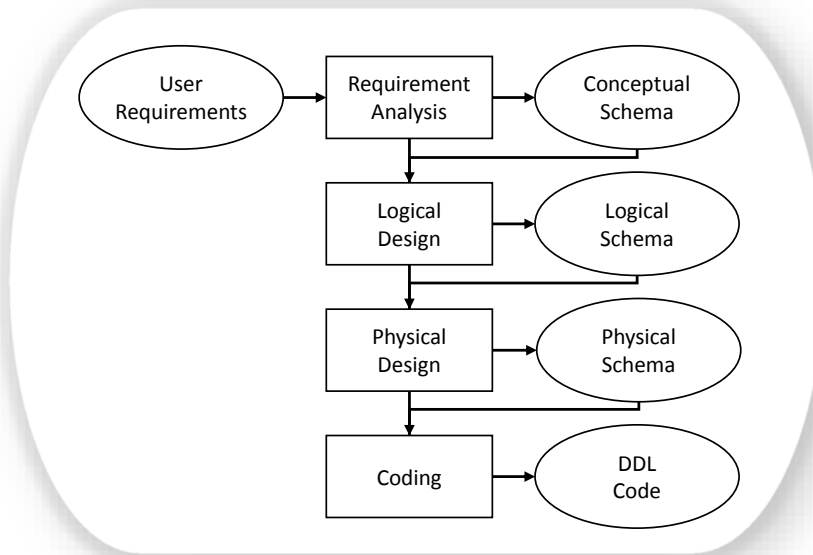 User
Requirements
Requirement
Analysis
Conceptual
Schema
Logical
Design
Logical
Schema
Physical
Design
Physical
Schema
Coding
DDL
Code